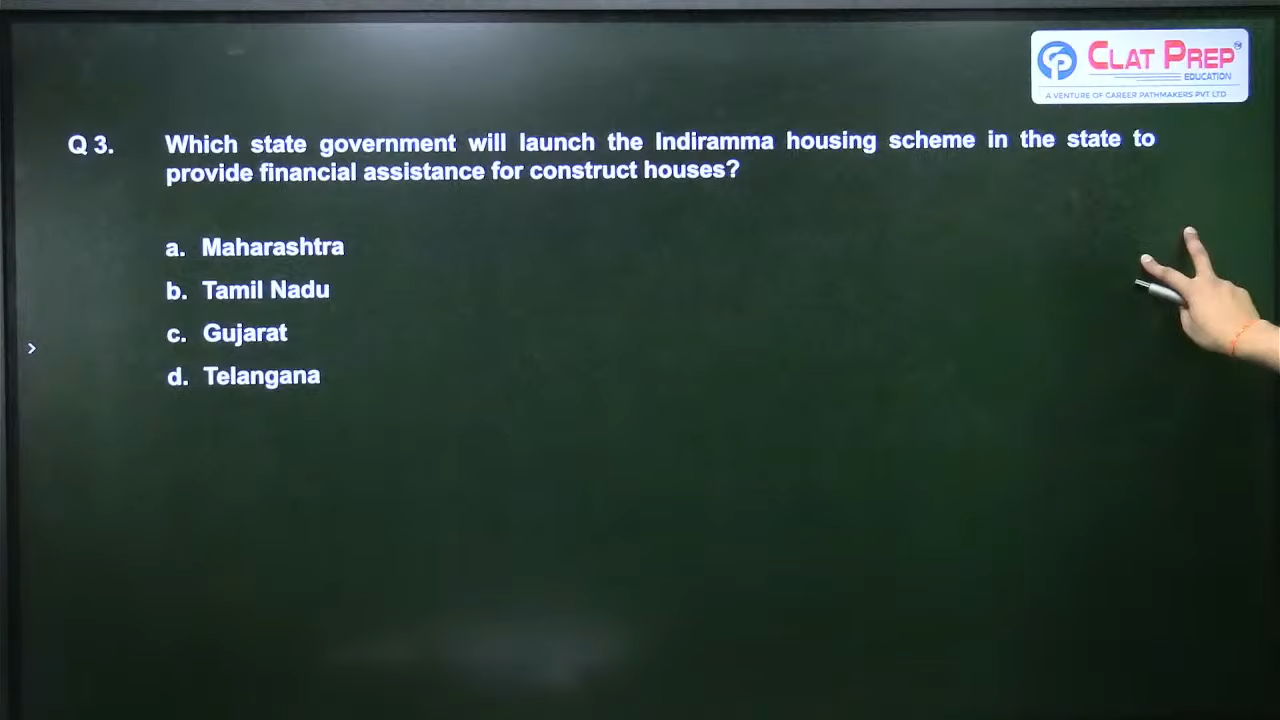 CLAT PREP
EDUCATION
A VENTURE OF CAREER PATHMAKERS PVT LTD
Q 3. Which state government will launch the Indiramma housing scheme in the state to
provide financial assistance for construct houses?
a. Maharashtra
b. Tamil Nadu
c. Gujarat
d. Telangana